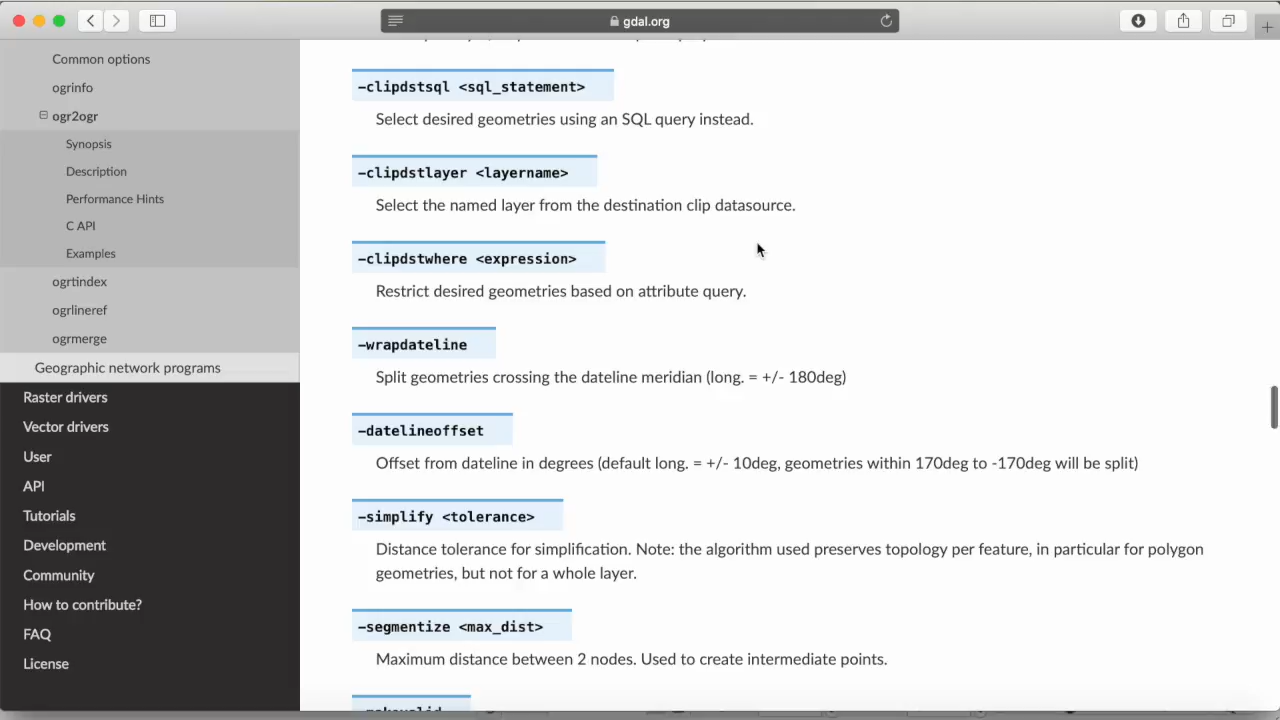 gdal.org
Common options
ogrinfo
ogr2ogr
Synopsis
Description
Performance Hints
C API
Examples
ogrtindex
ogrlineref
ogrmerge
Geographic network programs
Raster drivers
Vector drivers
User
API
Tutorials
Development
Community
How to contribute?
FAQ
License
-clipdstsql <sql_statement>
Select desired geometries using an SQL query instead.
-clipdstlayer <layername>
Select the named layer from the destination clip datasource.
-clipdstwhere <expression>
Restrict desired geometries based on attribute query.
-wrapdateline
Split geometries crossing the dateline meridian (long. = +/- 180deg)
-datelineoffset
Offset from dateline in degrees (default long. = +/- 10deg, geometries within 170deg to -170deg will be split)
-simplify <tolerance>
Distance tolerance for simplification. Note: the algorithm used preserves topology per feature, in particular for polygon
geometries, but not for a whole layer.
-segmentize <max_dist>
Maximum distance between 2 nodes. Used to create intermediate points.